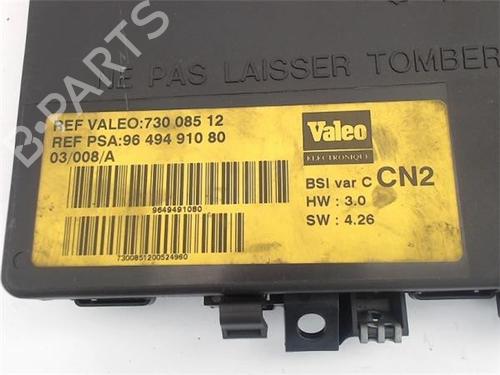 NE PAS LAISSER TOMBER
REF VALEO:730 085 12
REF PSA:96 494 910 80
03/008/A
9649491080
7300851200524960
Valeo
ELECTRONIQUE
BSI var C CN2
HW : 3.0
SW : 4.26
B-PARTS